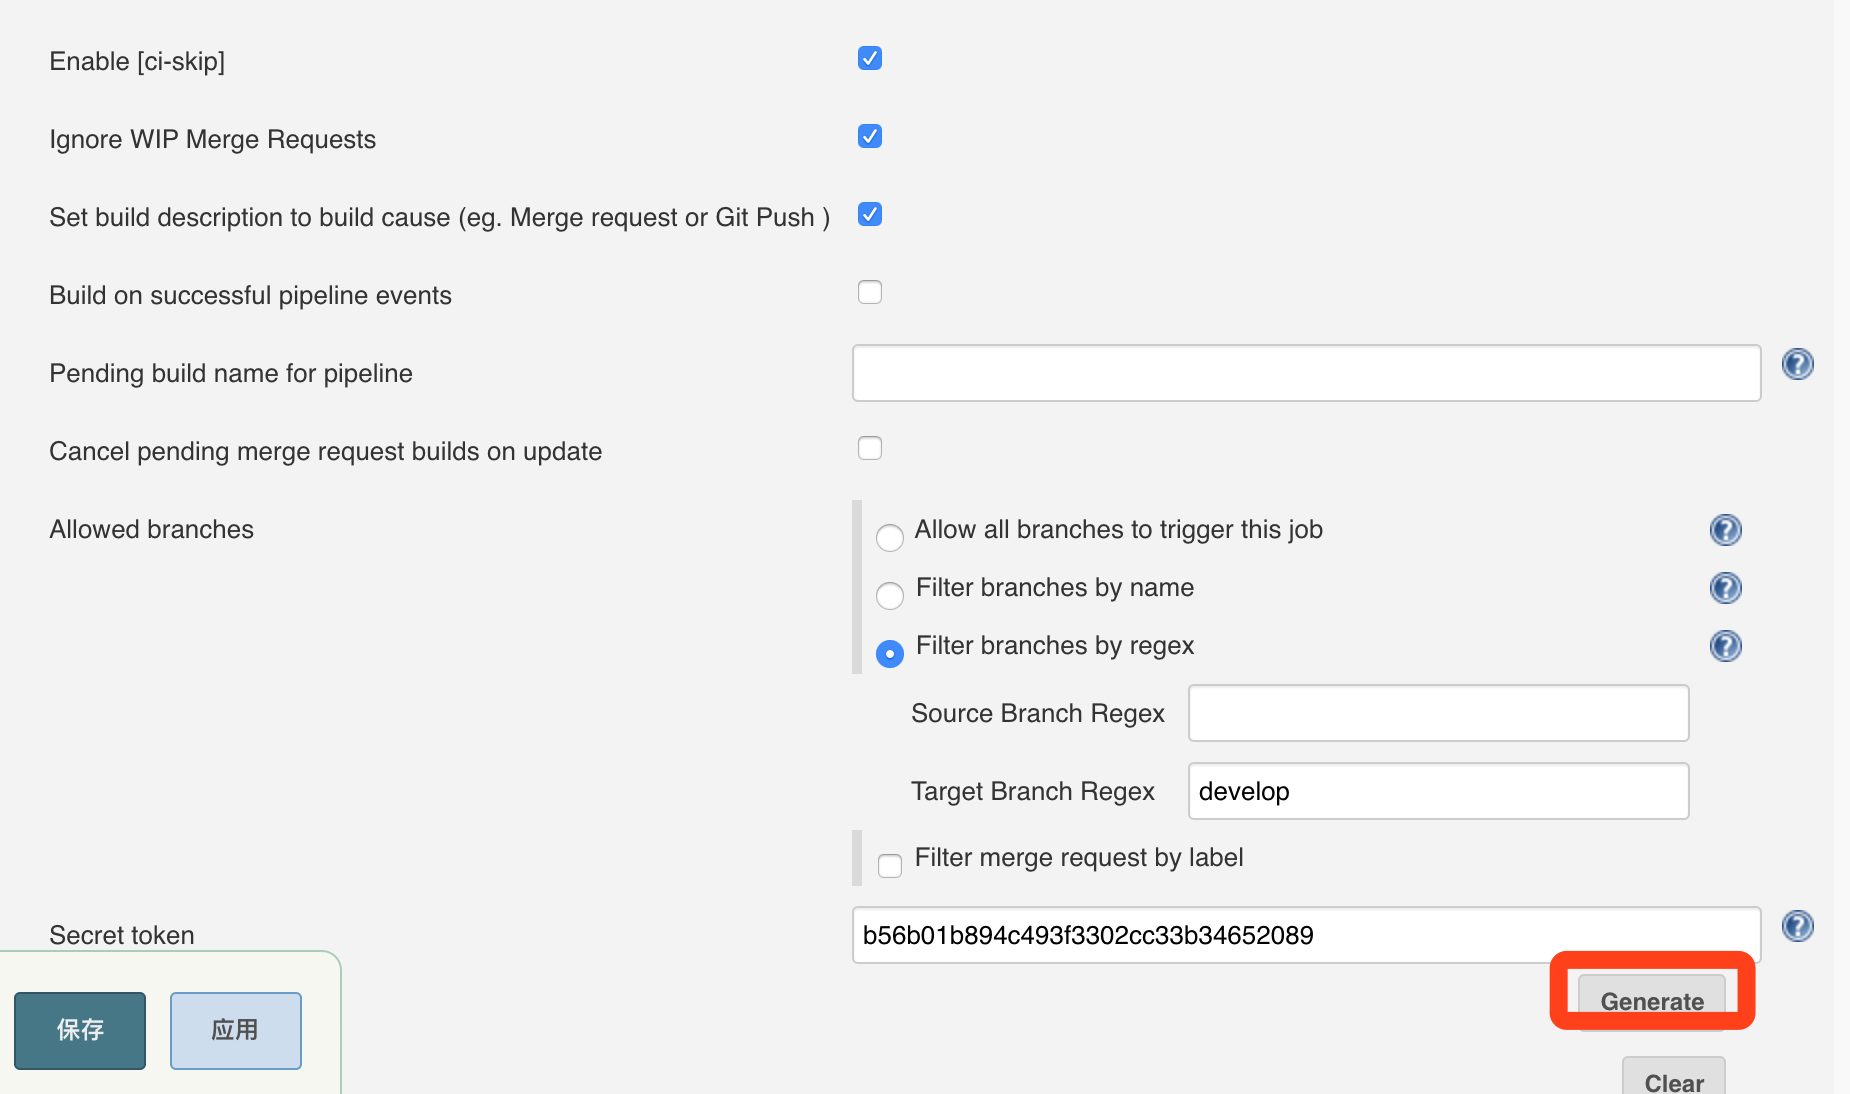 Enable [ci-skip]
Ignore WIP Merge Requests
Set build description to build cause (eg. Merge request or Git Push )
Build on successful pipeline events
Pending build name for pipeline
Cancel pending merge request builds on update
Allowed branches
Allow all branches to trigger this job
Filter branches by name
Filter branches by regex
Source Branch Regex
Target Branch Regex
develop
Filter merge request by label
Secret token
b56b01b894c493f3302cc33b34652089
Generate
保存
应用
Clear